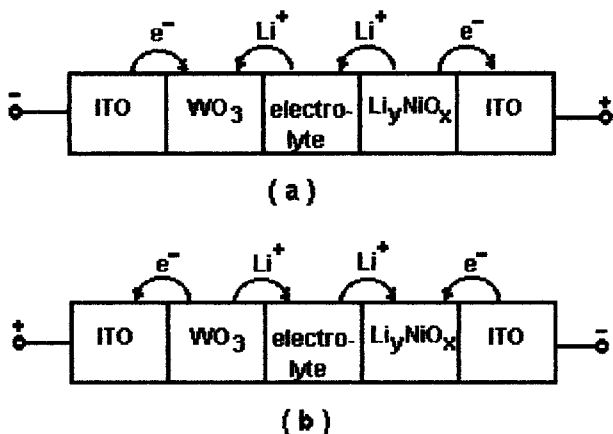 e⁻ Li⁺ Li⁺ e⁻
- ITO WO₃ electro- LiyNiOₓ ITO +
lyte
( a )
e⁻ Li⁺ Li⁺ e⁻
+ ITO WO₃ electro- LiyNiOₓ ITO -
lyte
( b )